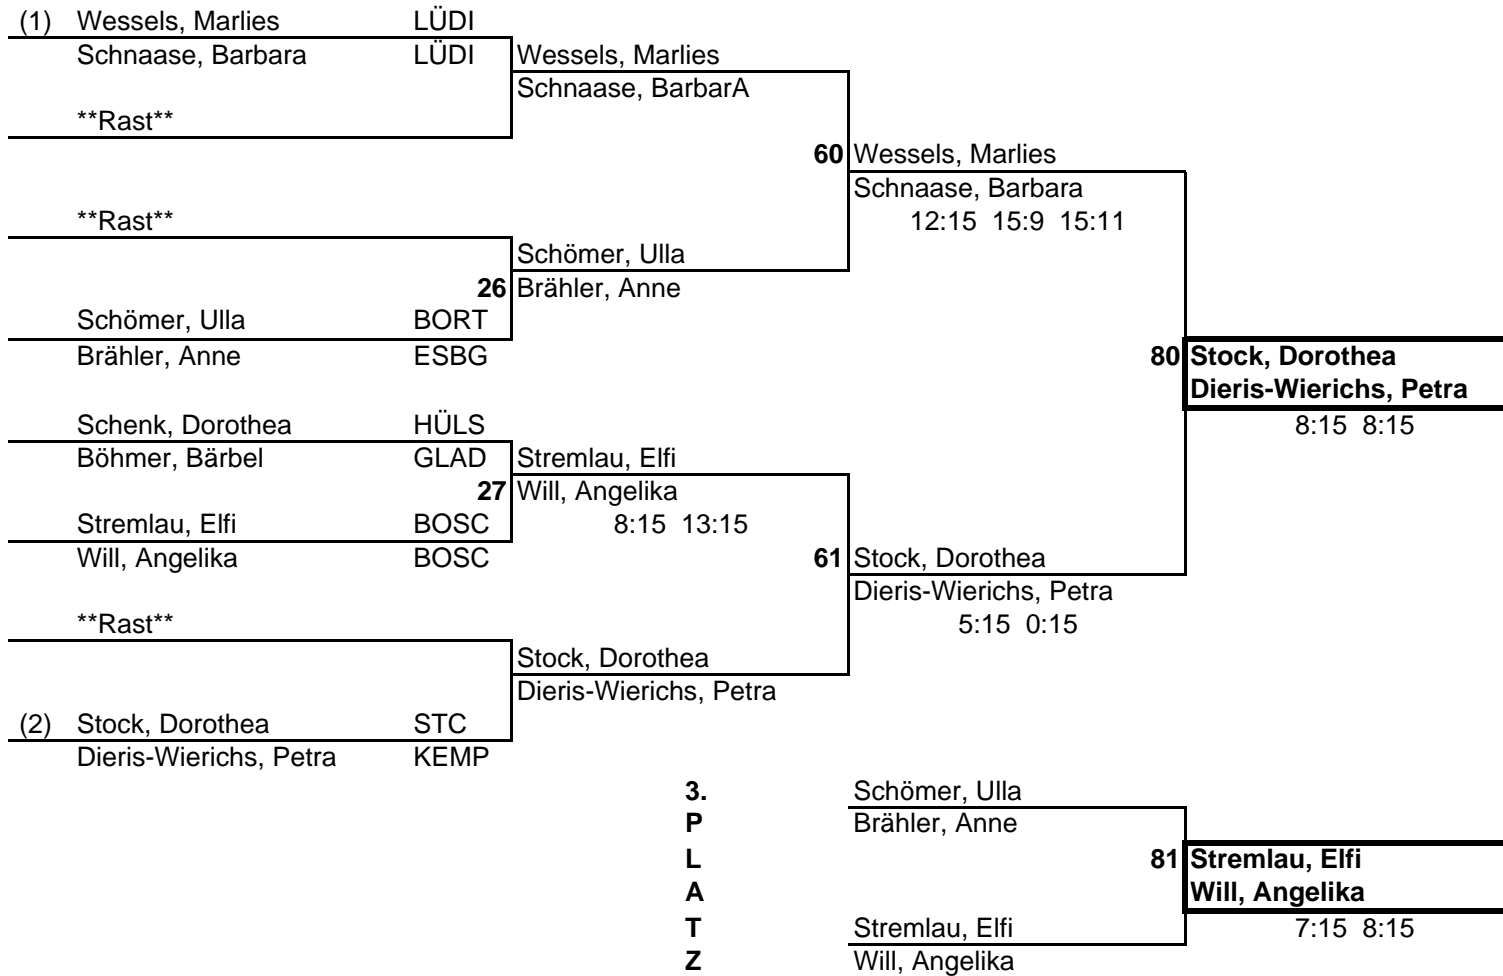 (1) Wessels, Marlies LÜDI
Schnaase, Barbara LÜDI Wessels, Marlies
Schnaase, BarbarA
**Rast**
60 Wessels, Marlies
Schnaase, Barbara
**Rast** 12:15 15:9 15:11
Schömer, Ulla
26 Brähler, Anne
Schömer, Ulla BORT
Brähler, Anne ESBG 80 Stock, Dorothea
Dieris-Wierichs, Petra
Schenk, Dorothea HÜLS 8:15 8:15
Böhmer, Bärbel GLAD Stremlau, Elfi
27 Will, Angelika
Stremlau, Elfi BOSC 8:15 13:15
Will, Angelika BOSC 61 Stock, Dorothea
Dieris-Wierichs, Petra
**Rast** 5:15 0:15
Stock, Dorothea
Dieris-Wierichs, Petra
(2) Stock, Dorothea STC
Dieris-Wierichs, Petra KEMP
3. Schömer, Ulla
P Brähler, Anne
L 81 Stremlau, Elfi
A Will, Angelika
T Stremlau, Elfi 7:15 8:15
Z Will, Angelika